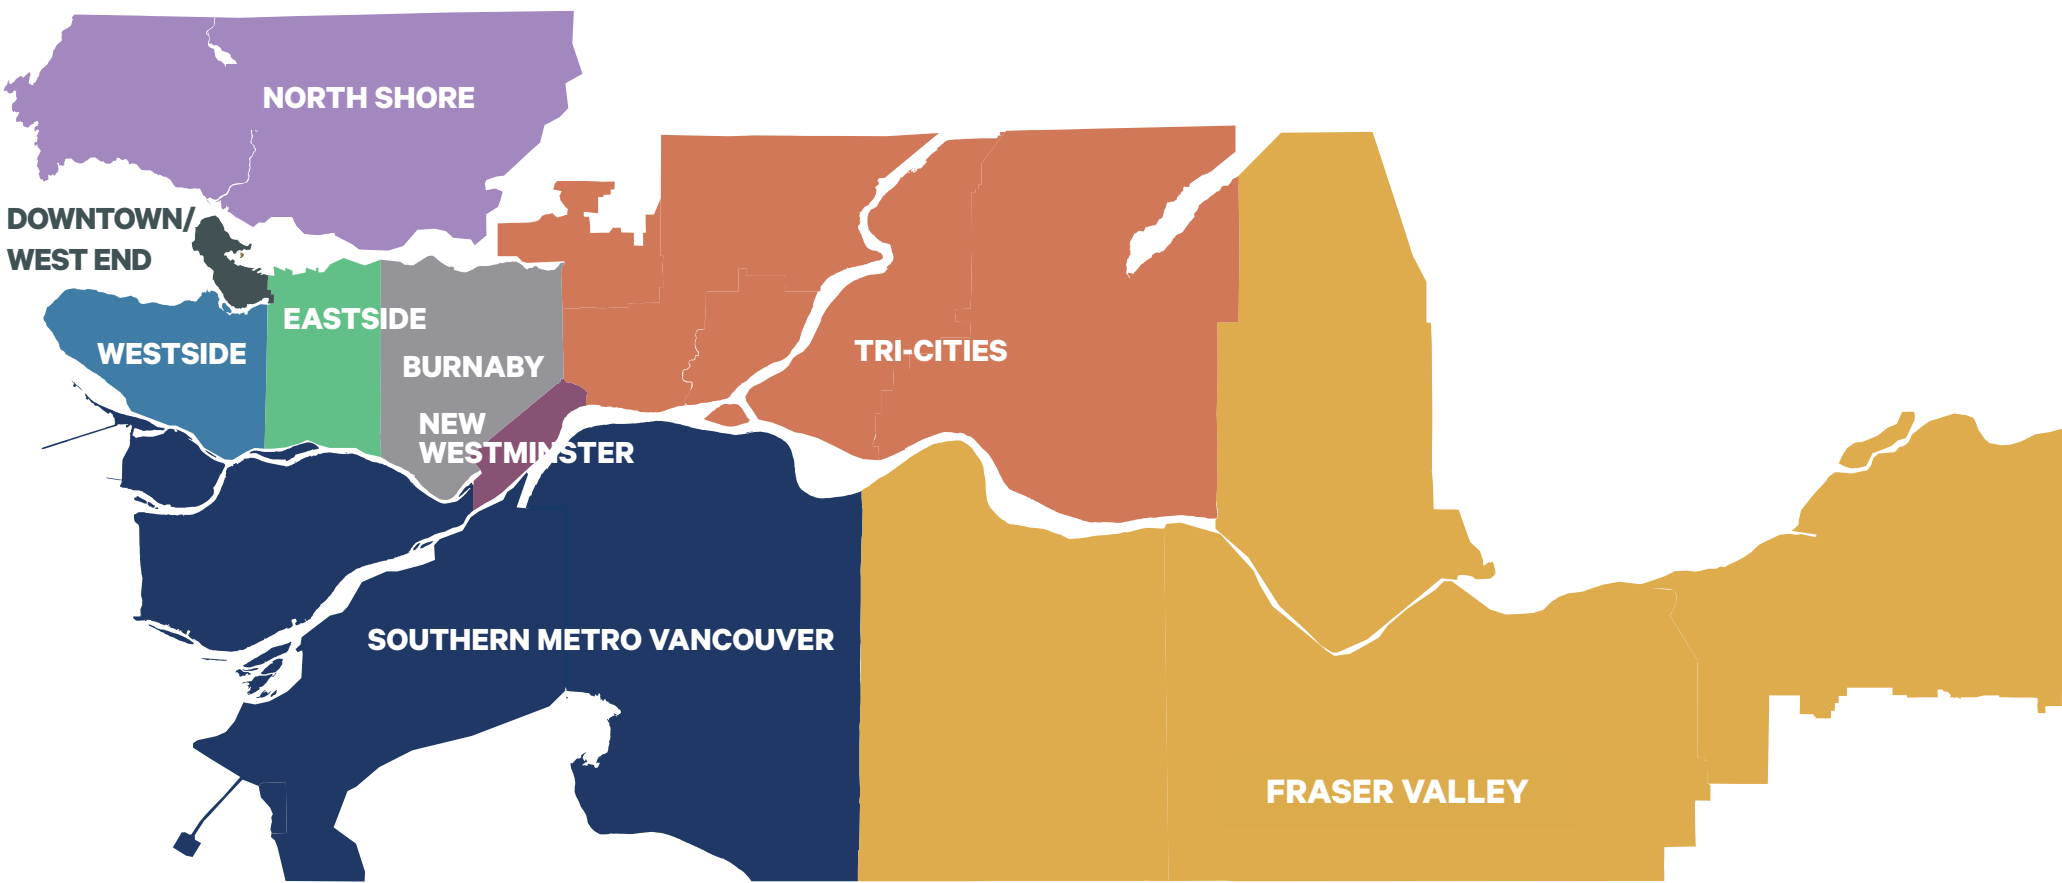 NORTH SHORE
DOWNTOWN/
WEST END
EASTSIDE
WESTSIDE
BURNABY
TRI-CITIES
NEW
WESTMINSTER
SOUTHERN METRO VANCOUVER
FRASER VALLEY